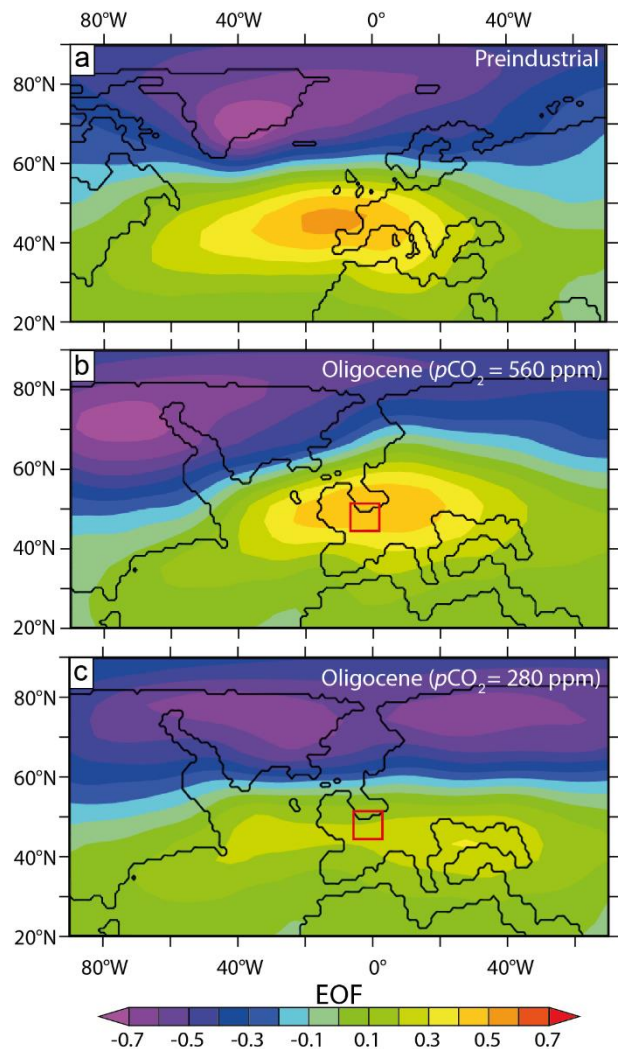 80°W 40°W 0° 40°W
a Preindustrial
80°N
60°N
40°N
20°N
b Oligocene (pCO₂ = 560 ppm)
80°N
60°N
40°N
20°N
c Oligocene (pCO₂ = 280 ppm)
80°N
60°N
40°N
20°N
80°W 40°W 0° 40°W
EOF
-0.7 -0.5 -0.3 -0.1 0.1 0.3 0.5 0.7